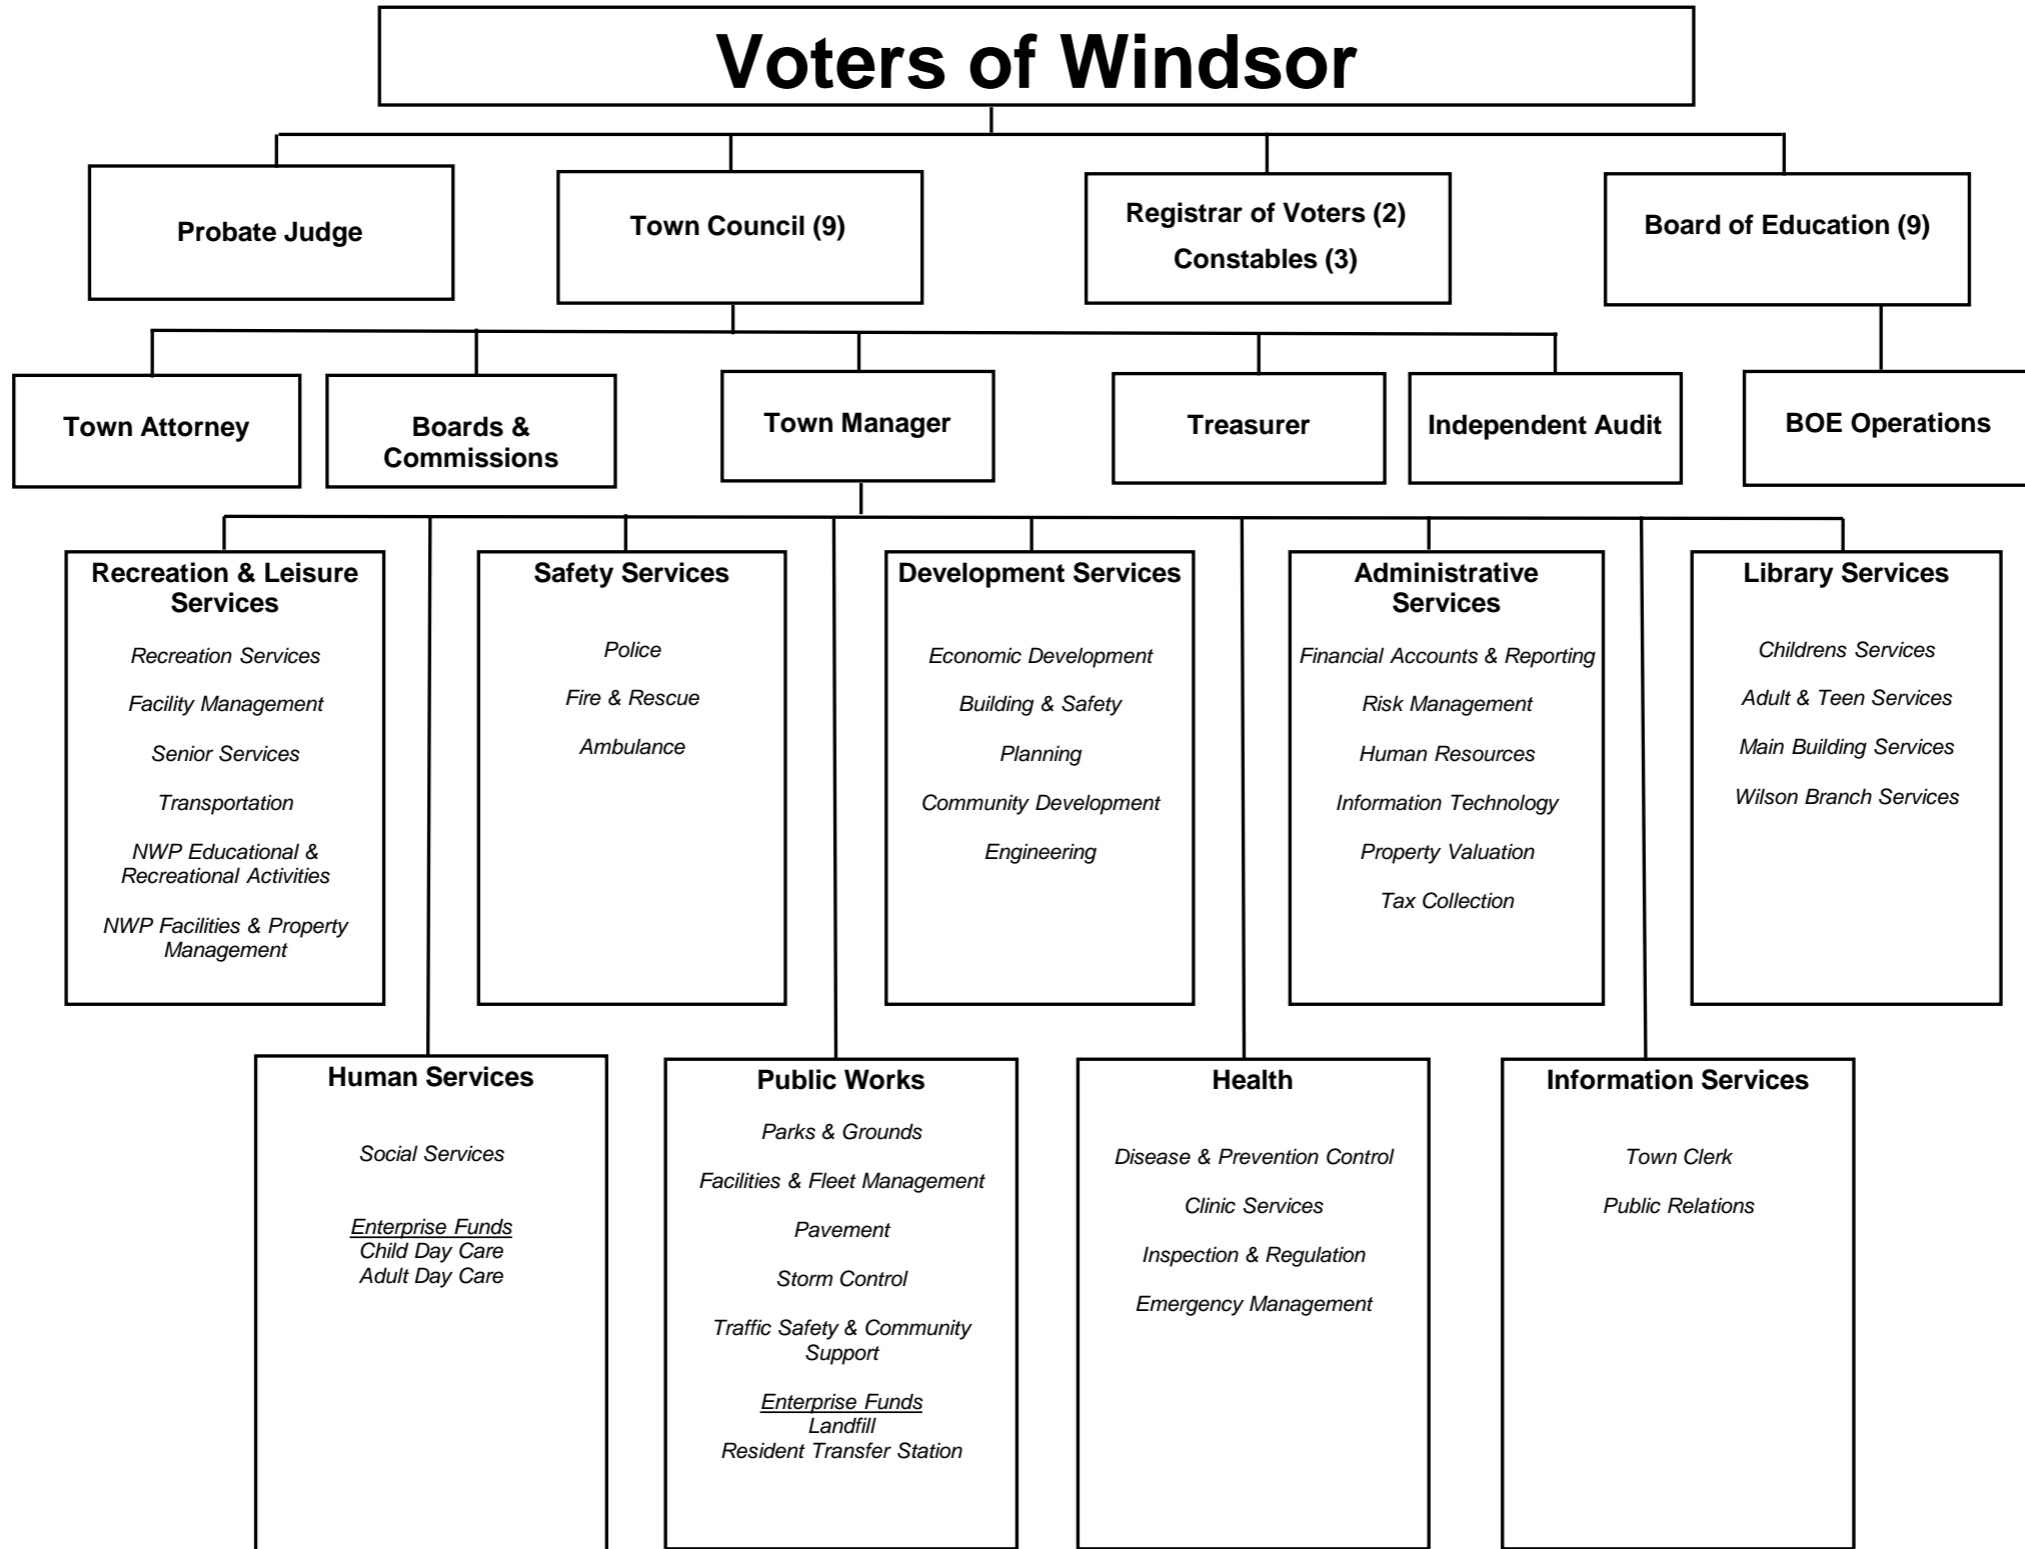 Voters of Windsor
Probate Judge
Town Council (9)
Registrar of Voters (2)
Constables (3)
Board of Education (9)
Town Attorney
Boards &
Commissions
Town Manager
Treasurer
Independent Audit
BOE Operations
Recreation & Leisure
Services
Recreation Services
Facility Management
Senior Services
Transportation
NWP Educational &
Recreational Activities
NWP Facilities & Property
Management
Safety Services
Police
Fire & Rescue
Ambulance
Development Services
Economic Development
Building & Safety
Planning
Community Development
Engineering
Administrative
Services
Financial Accounts & Reporting
Risk Management
Human Resources
Information Technology
Property Valuation
Tax Collection
Library Services
Childrens Services
Adult & Teen Services
Main Building Services
Wilson Branch Services
Human Services
Social Services
Enterprise Funds
Child Day Care
Adult Day Care
Public Works
Parks & Grounds
Facilities & Fleet Management
Pavement
Storm Control
Traffic Safety & Community
Support
Enterprise Funds
Landfill
Resident Transfer Station
Health
Disease & Prevention Control
Clinic Services
Inspection & Regulation
Emergency Management
Information Services
Town Clerk
Public Relations